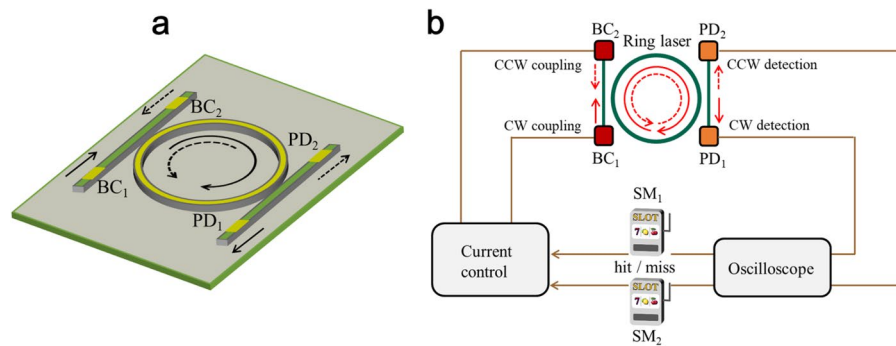 a
BC₂
PD₂
BC₁
PD₁
b
BC₂
PD₂
Ring laser
CCW coupling
CCW detection
CW coupling
CW detection
BC₁
PD₁
SM₁
SLOT
7
Current
control
hit / miss
Oscilloscope
SLOT
7
SM₂